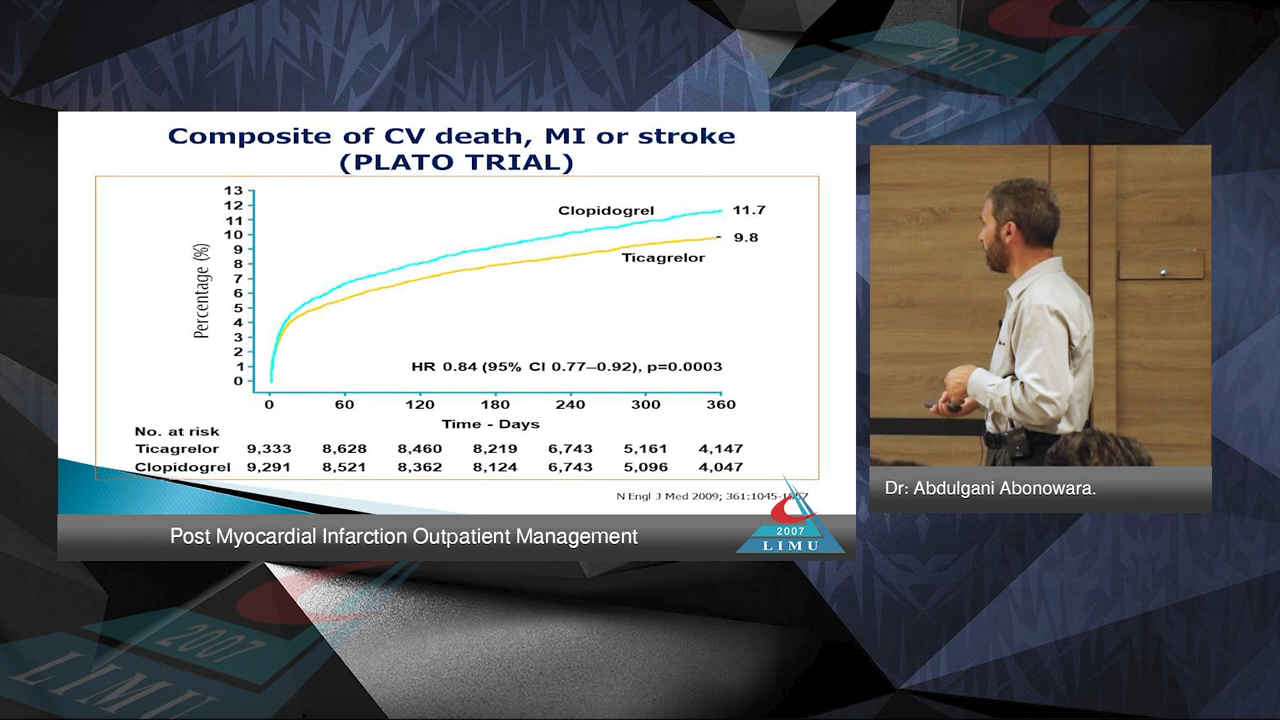 Composite of CV death, MI or stroke
(PLATO TRIAL)
13
12
11
10
9
8
7
6
5
4
3
2
1
0
Percentage (%)
Clopidogrel
11.7
9.8
Ticagrelor
HR 0.84 (95% CI 0.77–0.92), p=0.0003
0 60 120 180 240 300 360
Time - Days
No. at risk
Ticagrelor 9,333 8,628 8,460 8,219 6,743 5,161 4,147
Clopidogrel 9,291 8,521 8,362 8,124 6,743 5,096 4,047
N Engl J Med 2009; 361:1045-1057
Post Myocardial Infarction Outpatient Management
2007
LIMU
Dr: Abdulgani Abonowara.
2007
LIMU
2007
LIMU